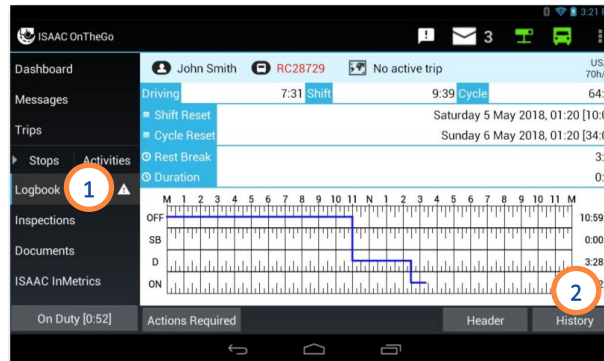 3:21
ISAAC OnTheGo
3
Dashboard
John Smith RC28729 No active trip
US
70h/
Messages
Driving 7:31 Shift 9:39 Cycle 64:
Trips
Shift Reset Saturday 5 May 2018, 01:20 [10:0
Cycle Reset Sunday 6 May 2018, 01:20 [34:0
Stops Activities
Rest Break 3:
Duration 0:
Logbook 1
M 1 2 3 4 5 6 7 8 9 10 11 N 1 2 3 4 5 6 7 8 9 10 11 M
Inspections
OFF 10:59
SB 0:00
Documents
D 3:28
ISAAC InMetrics
ON
2
On Duty [0:52] Actions Required Header History